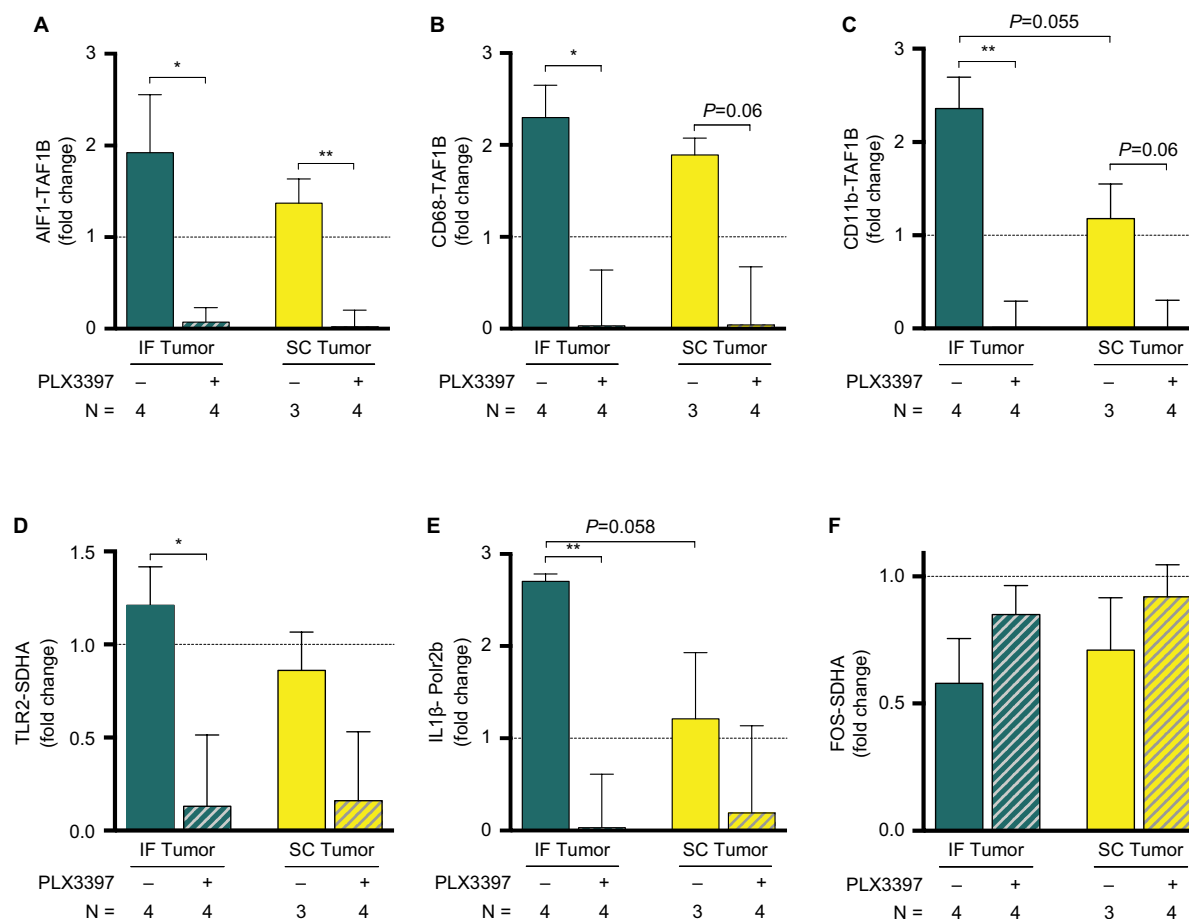 A
AIF1-TAF1B
(fold change)
3
2
1
0
*
**
IF Tumor
SC Tumor
PLX3397
–
+
–
+
N =
4
4
3
4
B
CD68-TAF1B
(fold change)
3
2
1
0
*
P=0.06
IF Tumor
SC Tumor
–
+
–
+
4
4
3
4
C
CD11b-TAF1B
(fold change)
3
2
1
0
P=0.055
**
P=0.06
IF Tumor
SC Tumor
–
+
–
+
4
4
3
4
D
TLR2-SDHA
(fold change)
1.5
1.0
0.5
0.0
*
IF Tumor
SC Tumor
PLX3397
–
+
–
+
N =
4
4
3
4
E
IL1β- Polr2b
(fold change)
3
2
1
0
P=0.058
**
IF Tumor
SC Tumor
–
+
–
+
4
4
3
4
F
FOS-SDHA
(fold change)
1.0
0.5
0.0
IF Tumor
SC Tumor
–
+
–
+
4
4
3
4